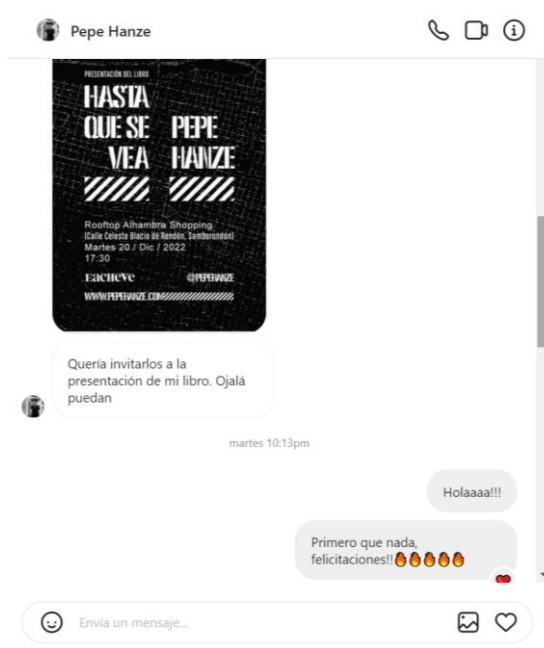 Pepe Hanze
PRESENTACIÓN DEL LIBRO
HASTA
QUE SE PEPE
VEA HANZE
Rooftop Alhambra Shopping
(Calle Celeste Blacio de Rendón, Samborondón)
Martes 20 / Dic / 2022
17:30
Eacheve @PEPEHANZE
WWW.PEPEHANZE.COM
Quería invitarlos a la
presentación de mi libro. Ojalá
puedan
martes 10:13pm
Holaaaa!!!
Primero que nada,
felicitaciones!!🔥🔥🔥🔥🔥
Envía un mensaje...